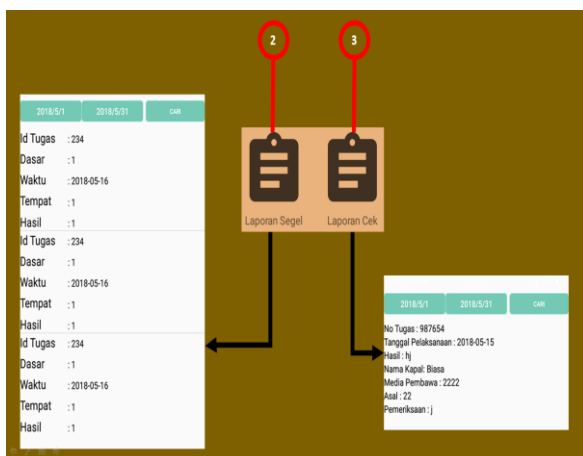 2
3
2018/5/1 2018/5/31 CARI
Id Tugas : 234
Dasar : 1
Waktu : 2018-05-16
Tempat : 1
Hasil : 1
Id Tugas : 234
Dasar : 1
Waktu : 2018-05-16
Tempat : 1
Hasil : 1
Id Tugas : 234
Dasar : 1
Waktu : 2018-05-16
Tempat : 1
Hasil : 1
Laporan Segel
Laporan Cek
2018/5/1 2018/5/31 CARI
No Tugas : 987654
Tanggal Pelaksanaan : 2018-05-15
Hasil : hj
Nama Kapal: Biasa
Media Pembawa : 2222
Asal : 22
Pemeriksaan : j